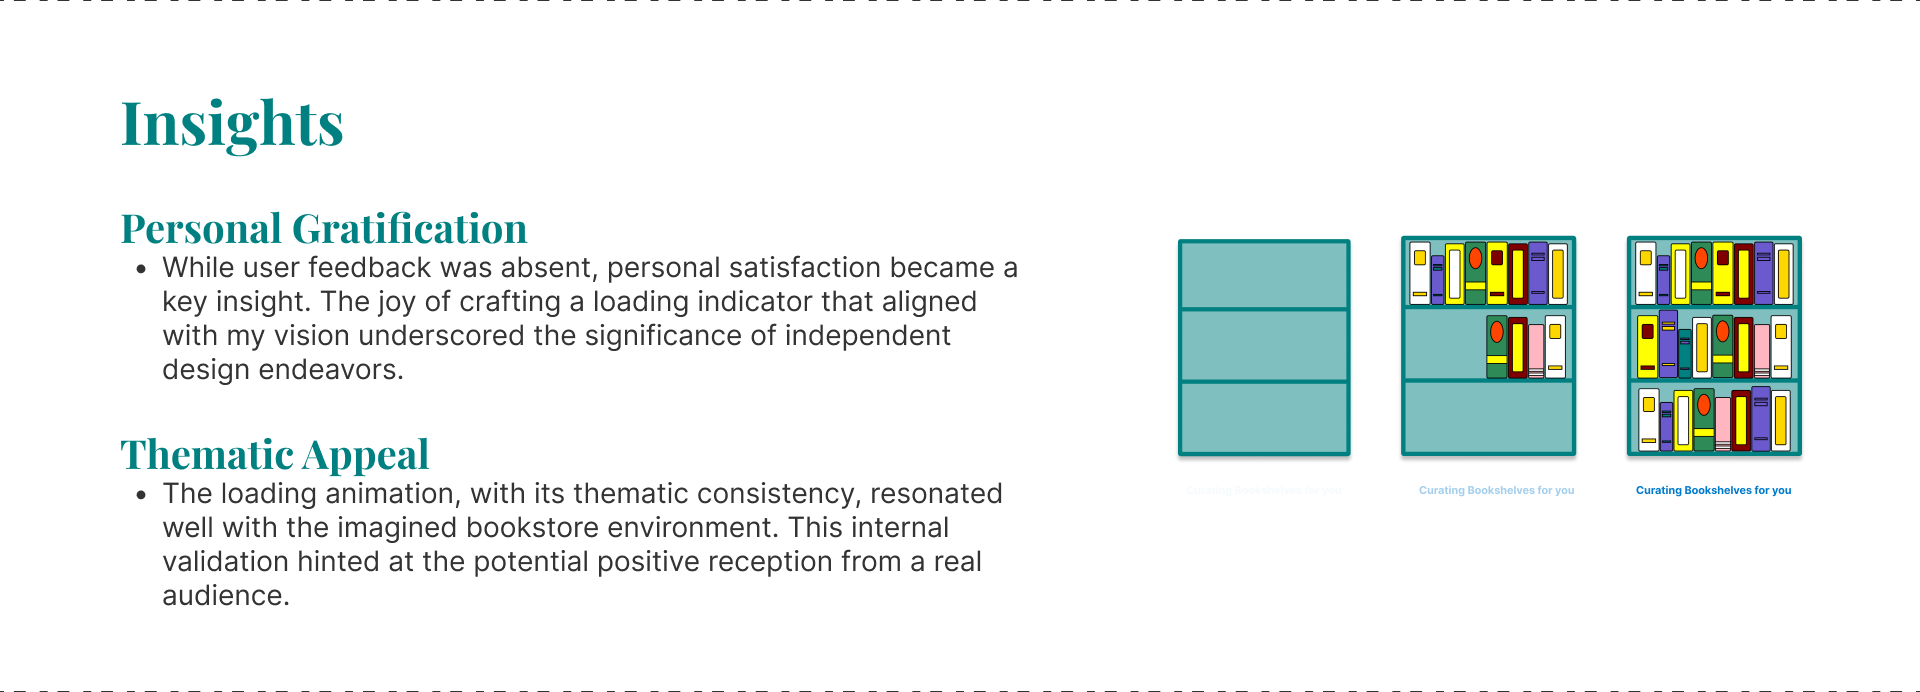 Insights
Personal Gratification
• While user feedback was absent, personal satisfaction became a
key insight. The joy of crafting a loading indicator that aligned
with my vision underscored the significance of independent
design endeavors.
Thematic Appeal
• The loading animation, with its thematic consistency, resonated
well with the imagined bookstore environment. This internal
validation hinted at the potential positive reception from a real
audience.
Curating Bookshelves for you
Curating Bookshelves for you
Curating Bookshelves for you